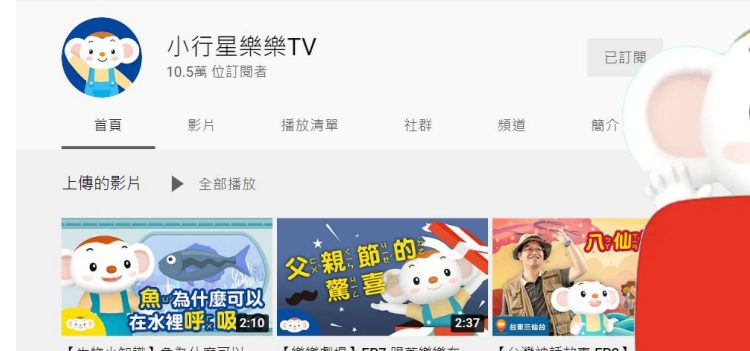 小行星樂樂TV
10.5萬 位訂閱者
已訂閱
首頁
影片
播放清單
社群
頻道
簡介
上傳的影片
全部播放
魚為什麼可以
在水裡呼吸
2:10
父親節的
驚喜
2:37
八仙
台東三仙台